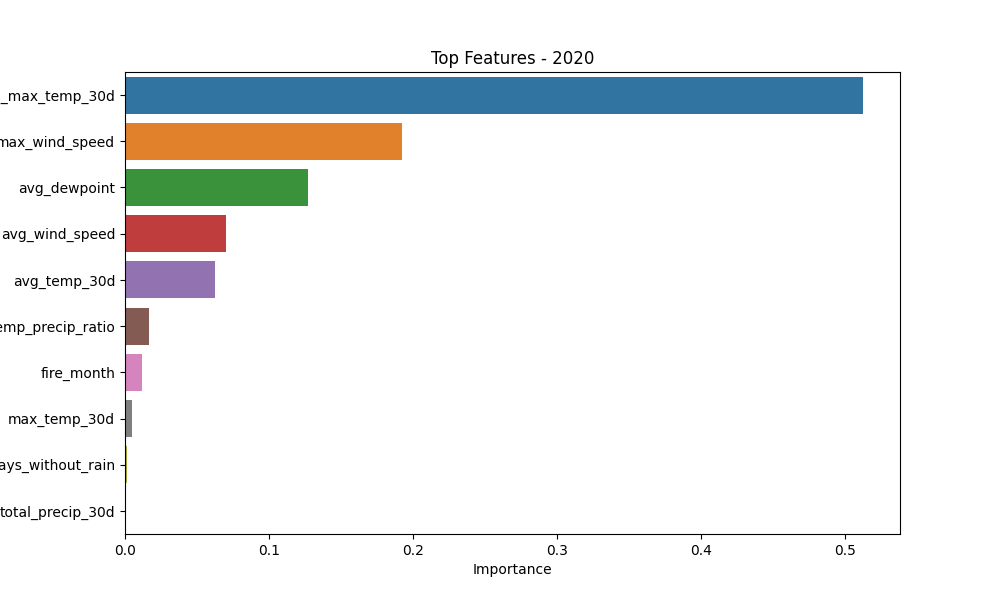 Top Features - 2020
_max_temp_30d
max_wind_speed
avg_dewpoint
avg_wind_speed
avg_temp_30d
emp_precip_ratio
fire_month
max_temp_30d
ays_without_rain
total_precip_30d
0.0 0.1 0.2 0.3 0.4 0.5
Importance